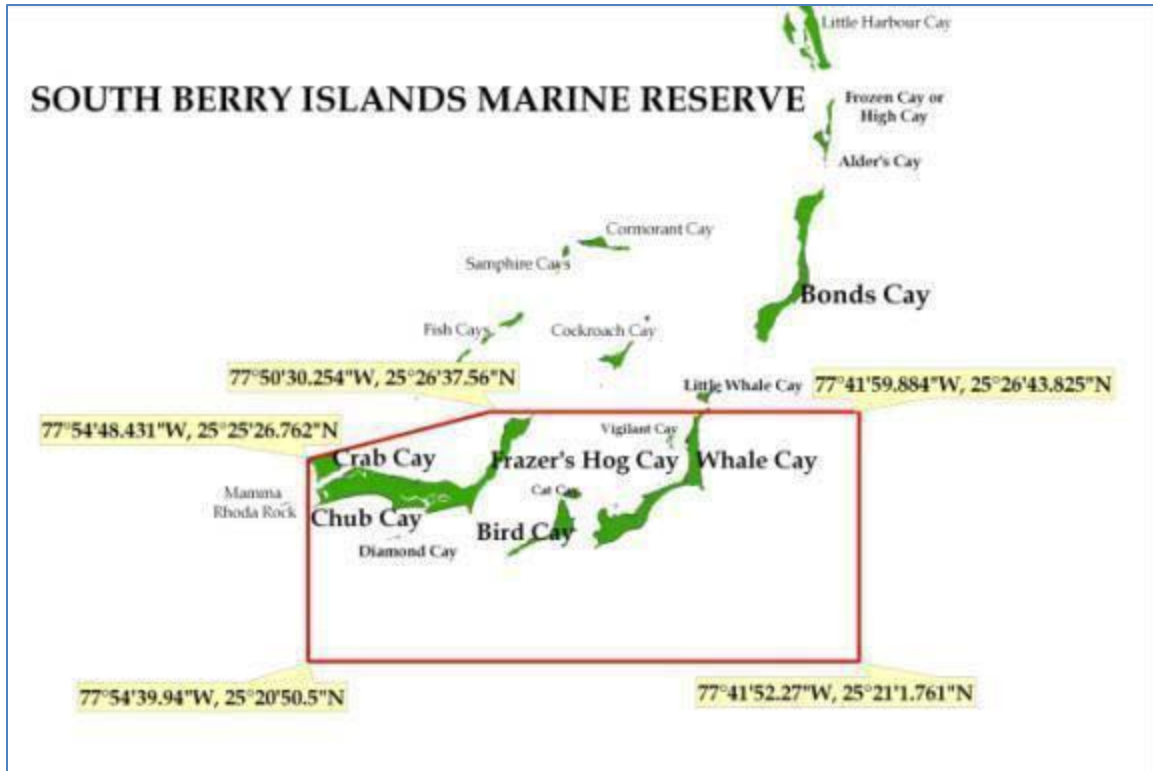 Little Harbour Cay
SOUTH BERRY ISLANDS MARINE RESERVE
Frozen Cay or
High Cay
Alder's Cay
Cormorant Cay
Samphire Cays
Bonds Cay
Fish Cays
Cockroach Cay
77°50'30.254"W, 25°26'37.56"N
Little Whale Cay
77°41'59.884"W, 25°26'43.825"N
77°54'48.431"W, 25°25'26.762"N
Vigilant Cay
Crab Cay
Frazer's Hog Cay
Whale Cay
Mamma
Rhoda Rock
Cat Cay
Chub Cay
Bird Cay
Diamond Cay
77°54'39.94"W, 25°20'50.5"N
77°41'52.27"W, 25°21'1.761"N